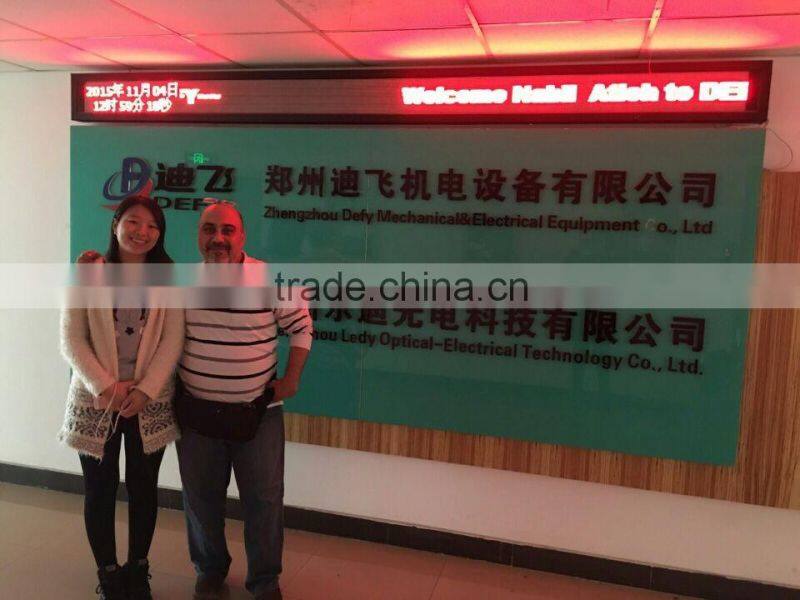 2015年11月04日
12时59分18秒
Welcome Nabil Atieh to DE
迪飞
DEFY
郑州迪飞机电设备有限公司
Zhengzhou Defy Mechanical&Electrical Equipment Co., Ltd
trade.china.cn
乐迪光电科技有限公司
Ledy Optical-Electrical Technology Co., Ltd.